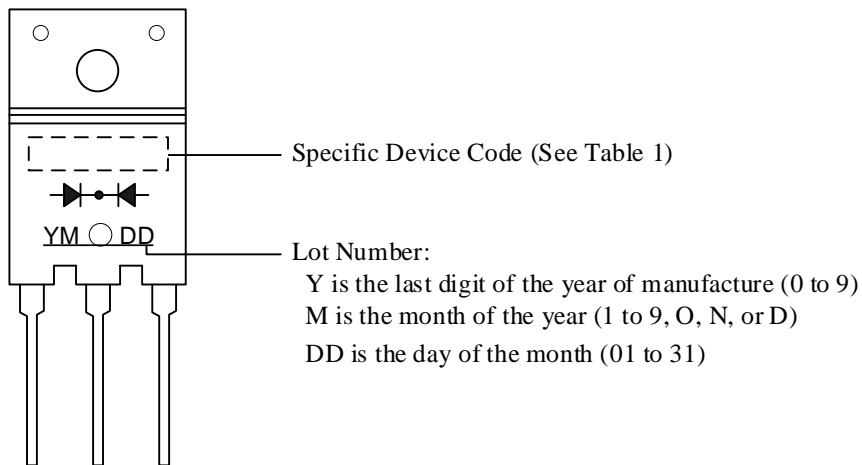 Specific Device Code (See Table 1)
YM DD
Lot Number:
Y is the last digit of the year of manufacture (0 to 9)
M is the month of the year (1 to 9, O, N, or D)
DD is the day of the month (01 to 31)